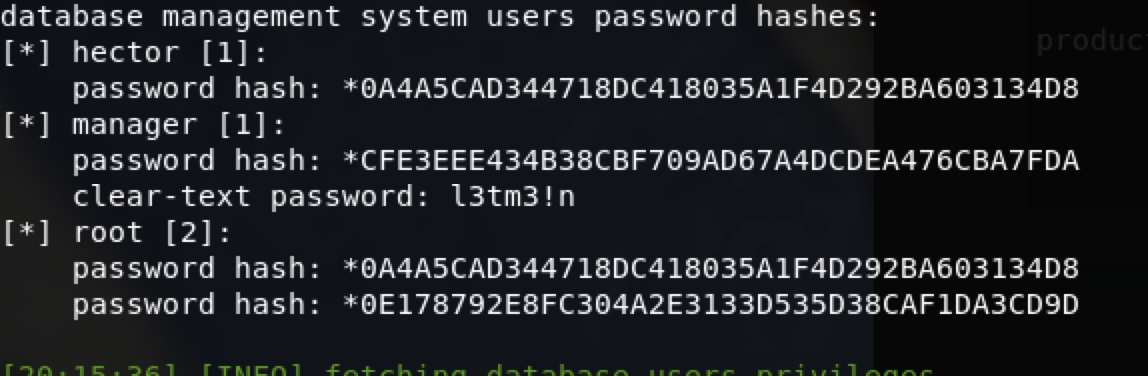 database management system users password hashes:
[*] hector [1]:
    password hash: *0A4A5CAD344718DC418035A1F4D292BA603134D8
[*] manager [1]:
    password hash: *CFE3EEE434B38CBF709AD67A4DCDEA476CBA7FDA
    clear-text password: l3tm3!n
[*] root [2]:
    password hash: *0A4A5CAD344718DC418035A1F4D292BA603134D8
    password hash: *0E178792E8FC304A2E3133D535D38CAF1DA3CD9D
[20:15:36] [INFO] fetching database users privileges